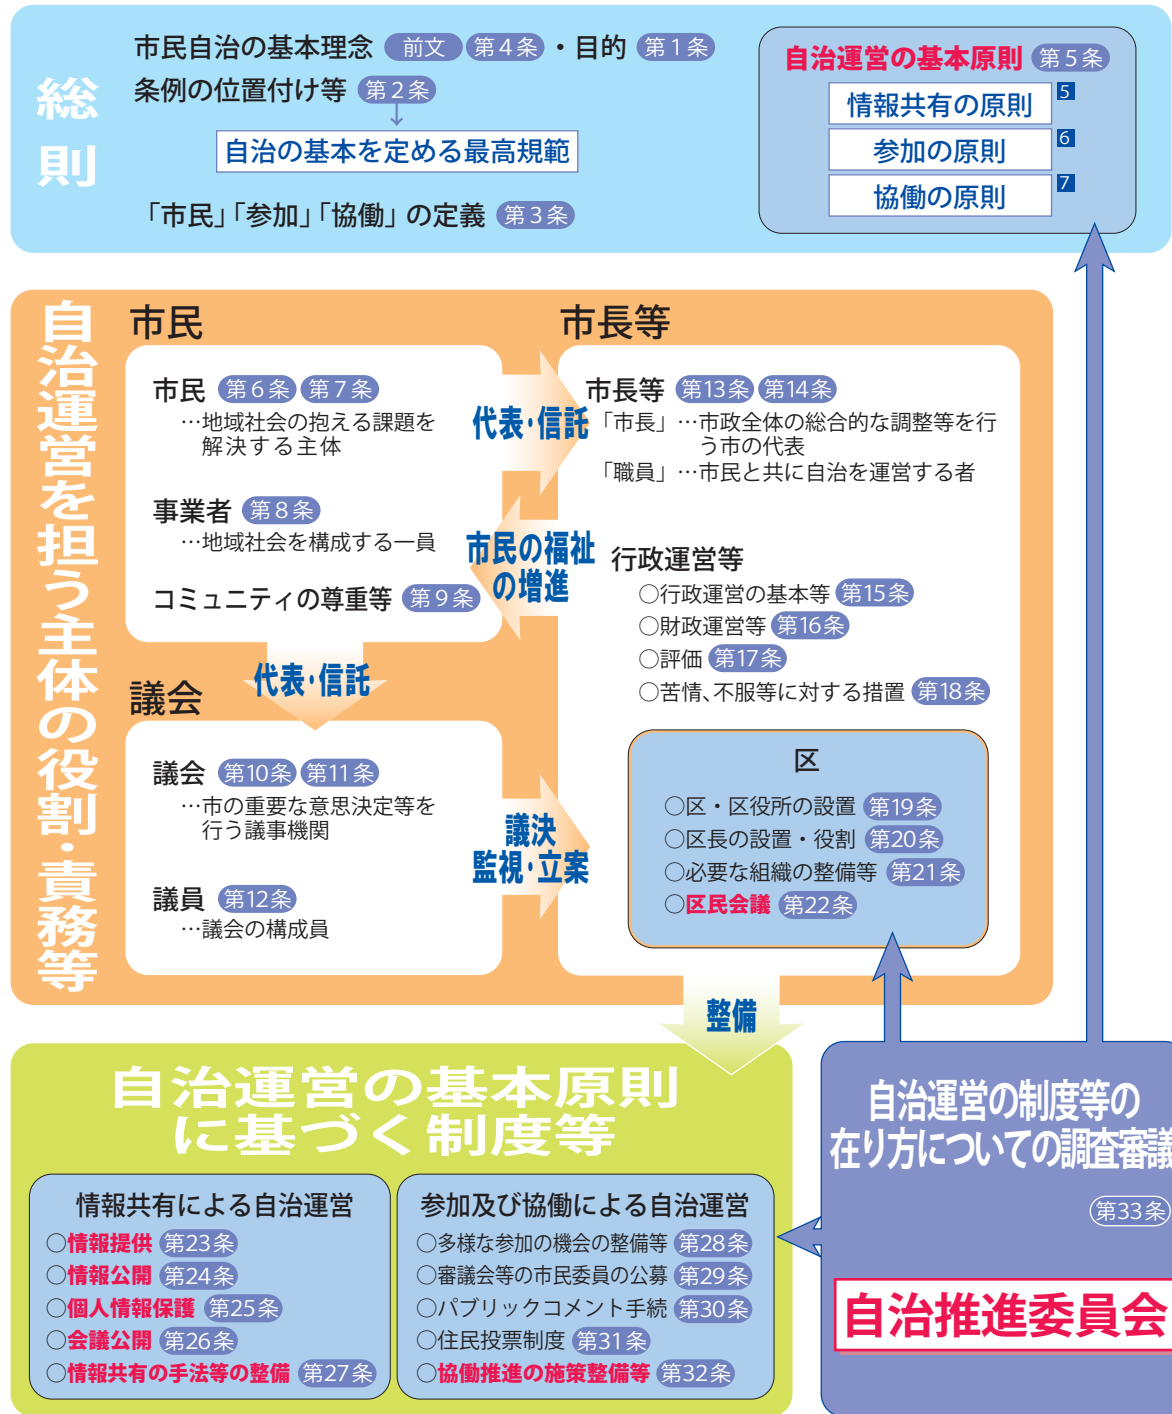 総則
市民自治の基本理念 前文 第4条・目的 第1条
条例の位置付け等 第2条
自治の基本を定める最高規範
「市民」「参加」「協働」の定義 第3条
自治運営の基本原則 第5条
情報共有の原則 5
参加の原則 6
協働の原則 7
自治運営を担う主体の役割・責務等
市民
市民 第6条 第7条
…地域社会の抱える課題を
解決する主体
事業者 第8条
…地域社会を構成する一員
コミュニティの尊重等 第9条
代表・信託
市民の福祉
の増進
代表・信託
市長等
市長等 第13条 第14条
「市長」…市政全体の総合的な調整等を行
う市の代表
「職員」…市民と共に自治を運営する者
行政運営等
○行政運営の基本等 第15条
○財政運営等 第16条
○評価 第17条
○苦情、不服等に対する措置 第18条
議会
議会 第10条 第11条
…市の重要な意思決定等を
行う議事機関
議員 第12条
…議会の構成員
議決
監視・立案
区
○区・区役所の設置 第19条
○区長の設置・役割 第20条
○必要な組織の整備等 第21条
○区民会議 第22条
整備
自治運営の基本原則
に基づく制度等
情報共有による自治運営
○情報提供 第23条
○情報公開 第24条
○個人情報保護 第25条
○会議公開 第26条
○情報共有の手法等の整備 第27条
参加及び協働による自治運営
○多様な参加の機会の整備等 第28条
○審議会等の市民委員の公募 第29条
○パブリックコメント手続 第30条
○住民投票制度 第31条
○協働推進の施策整備等 第32条
自治運営の制度等の
在り方についての調査審議
第33条
自治推進委員会